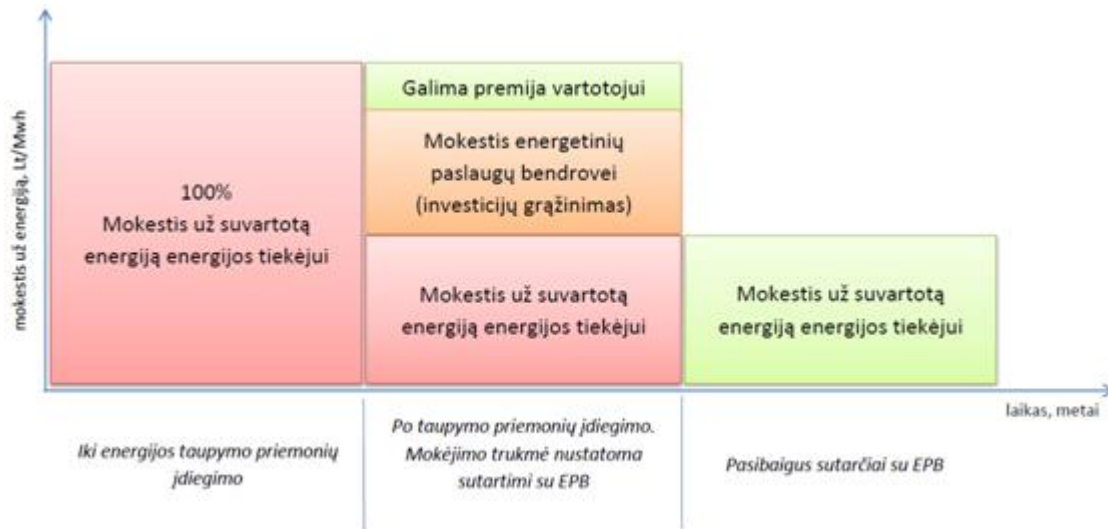 mokestis už energiją, Lt/Mwh
100%
Mokestis už suvartotą
energiją energijos tiekėjui
Galima premija vartotojui
Mokestis energetinių
paslaugų bendrovei
(investicijų grąžinimas)
Mokestis už suvartotą
energiją energijos tiekėjui
Mokestis už suvartotą
energiją energijos tiekėjui
laikas, metai
Iki energijos taupymo priemonių
įdiegimo
Po taupymo priemonių įdiegimo.
Mokėjimo trukmė nustatoma
sutartimi su EPB
Pasibaigus sutarčiai su EPB